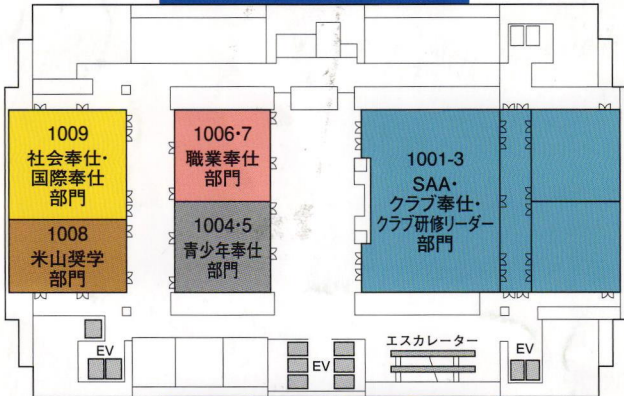 1009
社会奉仕・
国際奉仕
部門
1008
米山奨学
部門
1006・7
職業奉仕
部門
1004・5
青少年奉仕
部門
1001-3
SAA・
クラブ奉仕・
クラブ研修リーダー
部門
EV
EV
エスカレーター
EV